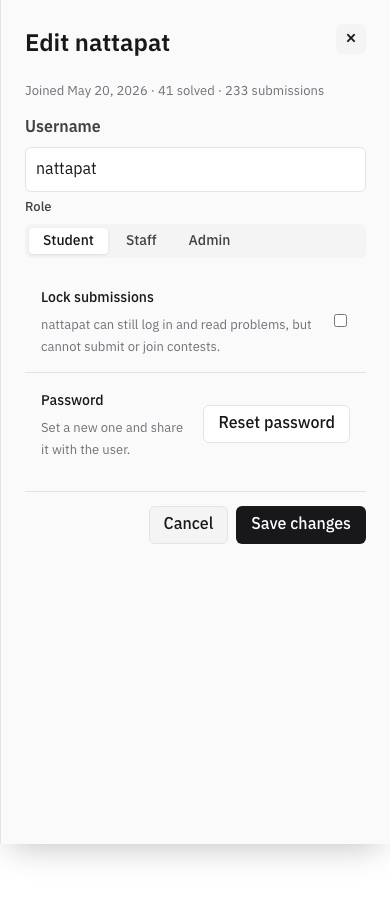 Edit nattapat
×
Joined May 20, 2026 · 41 solved · 233 submissions
Username
nattapat
Role
Student Staff Admin
Lock submissions
nattapat can still log in and read problems, but
cannot submit or join contests.
Password
Set a new one and share
it with the user.
Reset password
Cancel Save changes